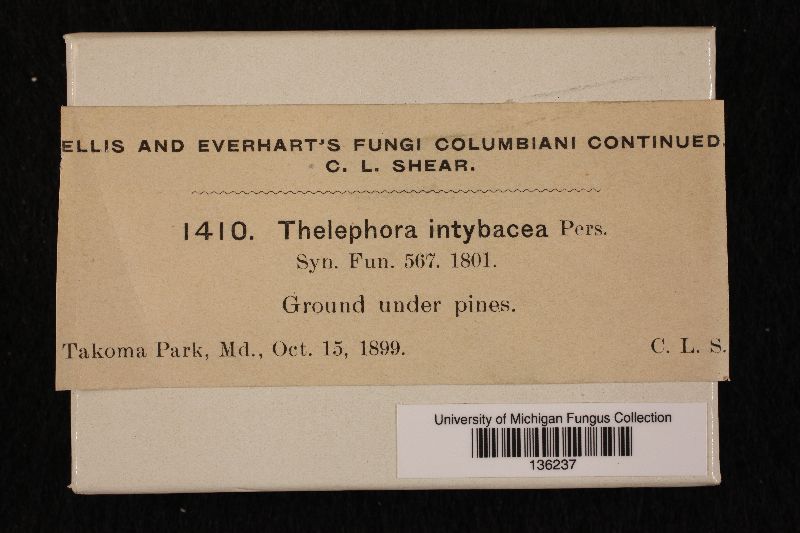 ELLIS AND EVERHART'S FUNGI COLUMBIANI CONTINUED.
C. L. SHEAR.
1410. Thelephora intybacea Pers.
Syn. Fun. 567. 1801.
Ground under pines.
Takoma Park, Md., Oct. 15, 1899. C. L. S.
University of Michigan Fungus Collection
136237